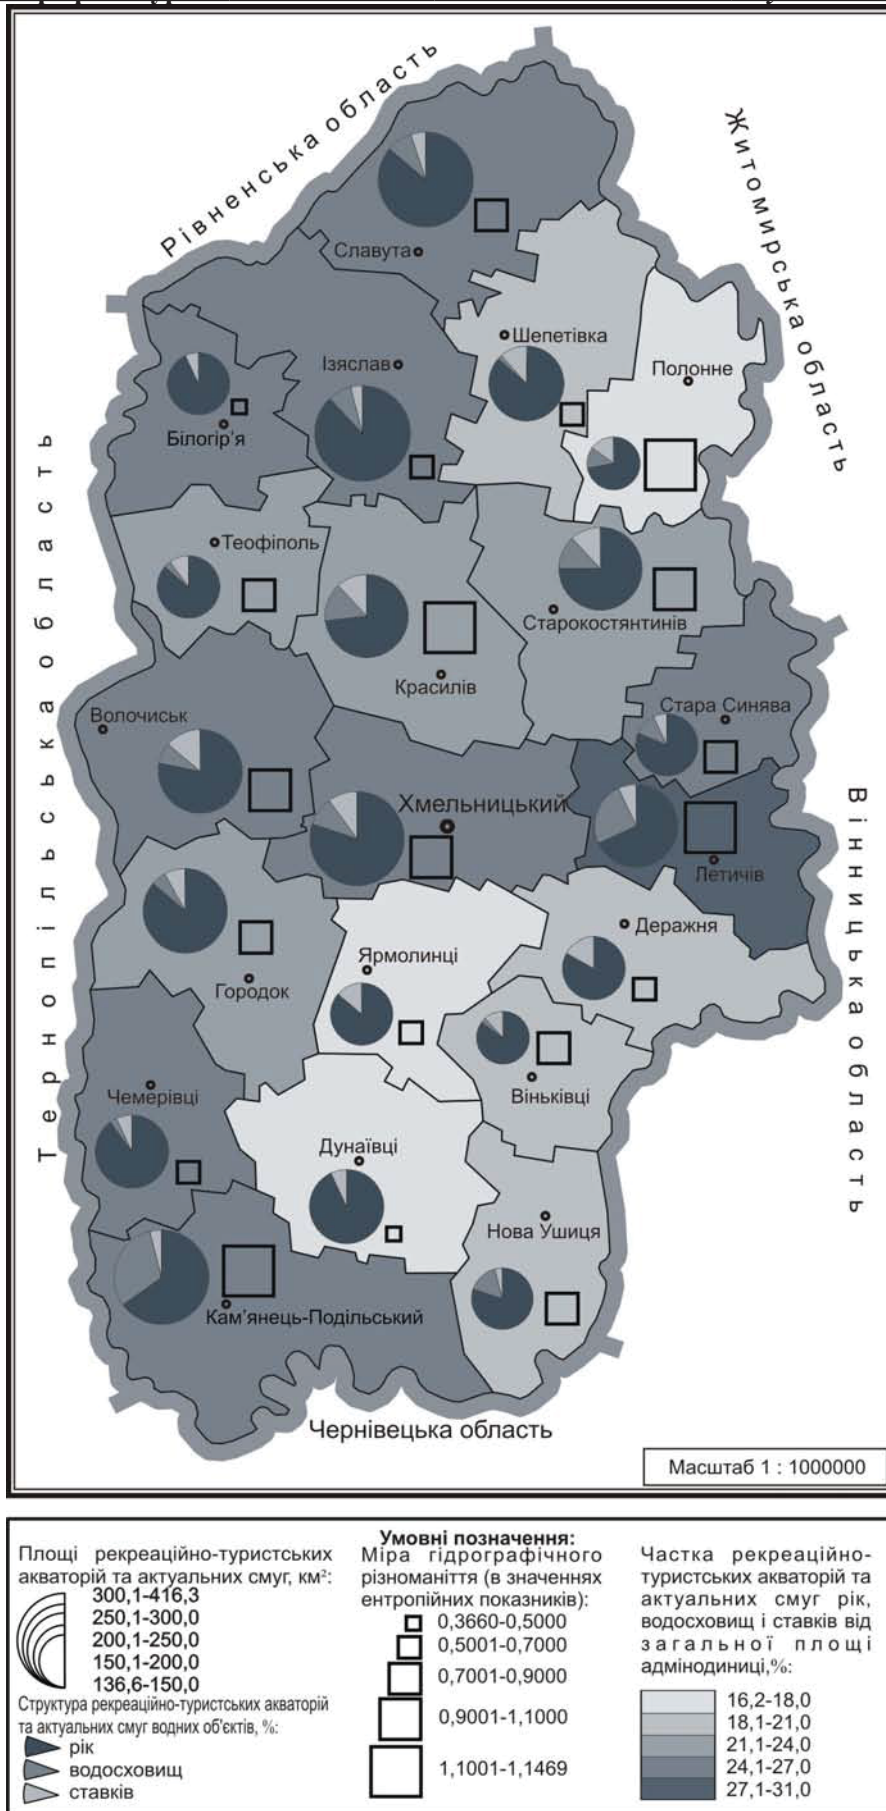 Рівненська область
Житомирська область
Славута
Шепетівка
Ізяслав
Полонне
Білогір'я
Тернопільська область
Теофіполь
Старокостянтинів
Красилів
Стара Синява
Волочиськ
Хмельницький
Вінницька область
Летичів
Деражня
Ярмолинці
Городок
Чемерівці
Віньківці
Дунаївці
Нова Ушиця
Кам'янець-Подільський
Чернівецька область
Масштаб 1 : 1000000
Умовні позначення:
Площі рекреаційно-туристських
акваторій та актуальних смуг, км²:
300,1-416,3
250,1-300,0
200,1-250,0
150,1-200,0
136,6-150,0
Структура рекреаційно-туристських акваторій
та актуальних смуг водних об'єктів, %:
рік
водосховищ
ставків
Міра гідрографічного
різноманіття (в значеннях
ентропійних показників):
0,3660-0,5000
0,5001-0,7000
0,7001-0,9000
0,9001-1,1000
1,1001-1,1469
Частка рекреаційно-
туристських акваторій та
актуальних смуг рік,
водосховищ і ставків від
загальної площі
адмінодиниці,%:
16,2-18,0
18,1-21,0
21,1-24,0
24,1-27,0
27,1-31,0